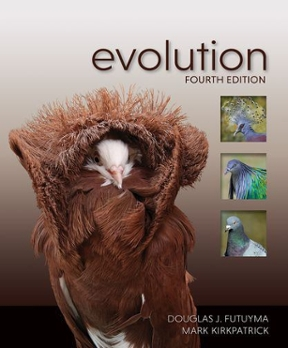 evolution
FOURTH EDITION
DOUGLAS J. FUTUYMA
MARK KIRKPATRICK